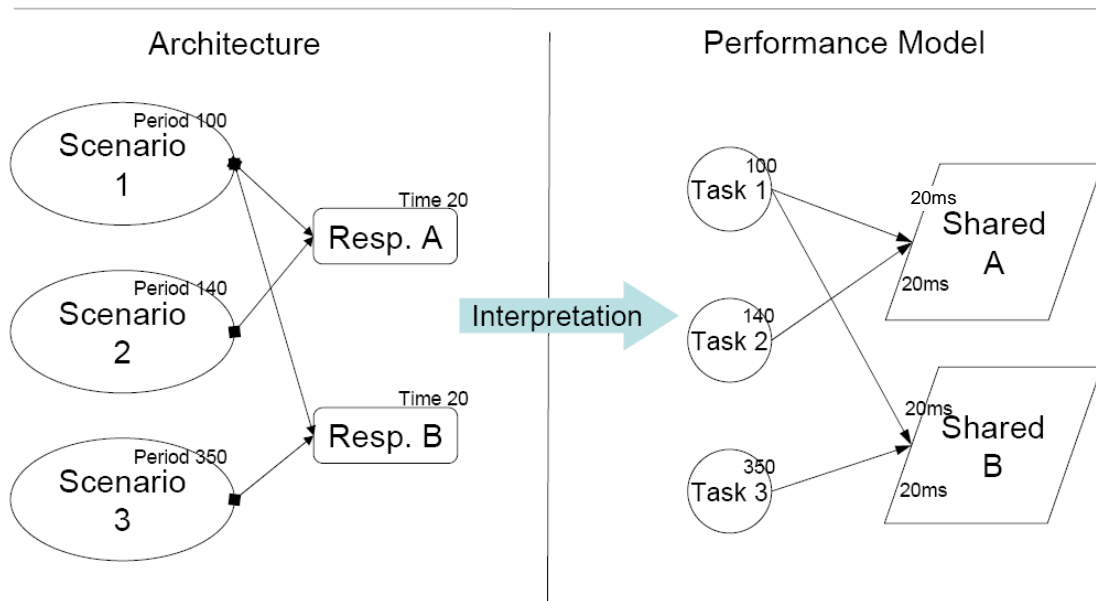 Architecture
Period 100
Scenario
1
Time 20
Resp. A
Period 140
Scenario
2
Time 20
Resp. B
Period 350
Scenario
3
Interpretation
Performance Model
100
Task 1
20ms
Shared
A
20ms
140
Task 2
20ms
Shared
B
20ms
350
Task 3